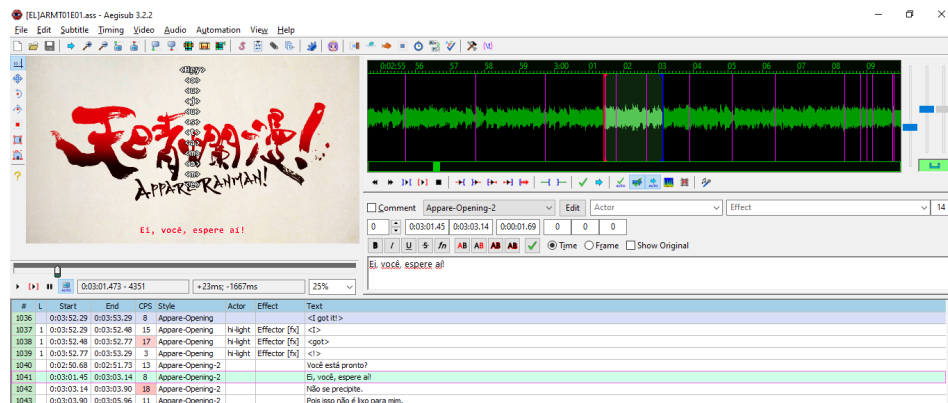 [EL]ARMT01E01.ass - Aegisub 3.2.2
File Edit Subtitle Timing Video Audio Automation View Help
天晴爛漫!
APPARE RANMAN!
Ei, você, espere aí!
0:02:55 56 57 58 59 3:00 01 02 03 04 05 06 07 08 09
Comment Appare-Opening-2 Edit Actor Effect 14
0 0:03:01.45 0:03:03.14 0:00:01.69 0 0 0
B I U S fn AB AB AB AB Time Frame Show Original
Ei, você, espere aí!
0:03:01.473 - 4351 +23ms; -1667ms 25%
# L Start End CPS Style Actor Effect Text
1036 0:03:52.29 0:03:53.29 8 Appare-Opening <I got it!>
1037 1 0:03:52.29 0:03:52.48 15 Appare-Opening hi-light Effector [fx] <I>
1038 1 0:03:52.48 0:03:52.77 17 Appare-Opening hi-light Effector [fx] <got>
1039 1 0:03:52.77 0:03:53.29 3 Appare-Opening hi-light Effector [fx] <!>
1040 0:02:50.68 0:02:51.73 13 Appare-Opening-2 Você está pronto?
1041 0:03:01.45 0:03:03.14 8 Appare-Opening-2 Ei, você, espere aí!
1042 0:03:03.14 0:03:03.90 18 Appare-Opening-2 Não se precipite.
1043 0:03:03.90 0:03:05.96 11 Appare-Opening-2 Pois isso não é lixo para mim.